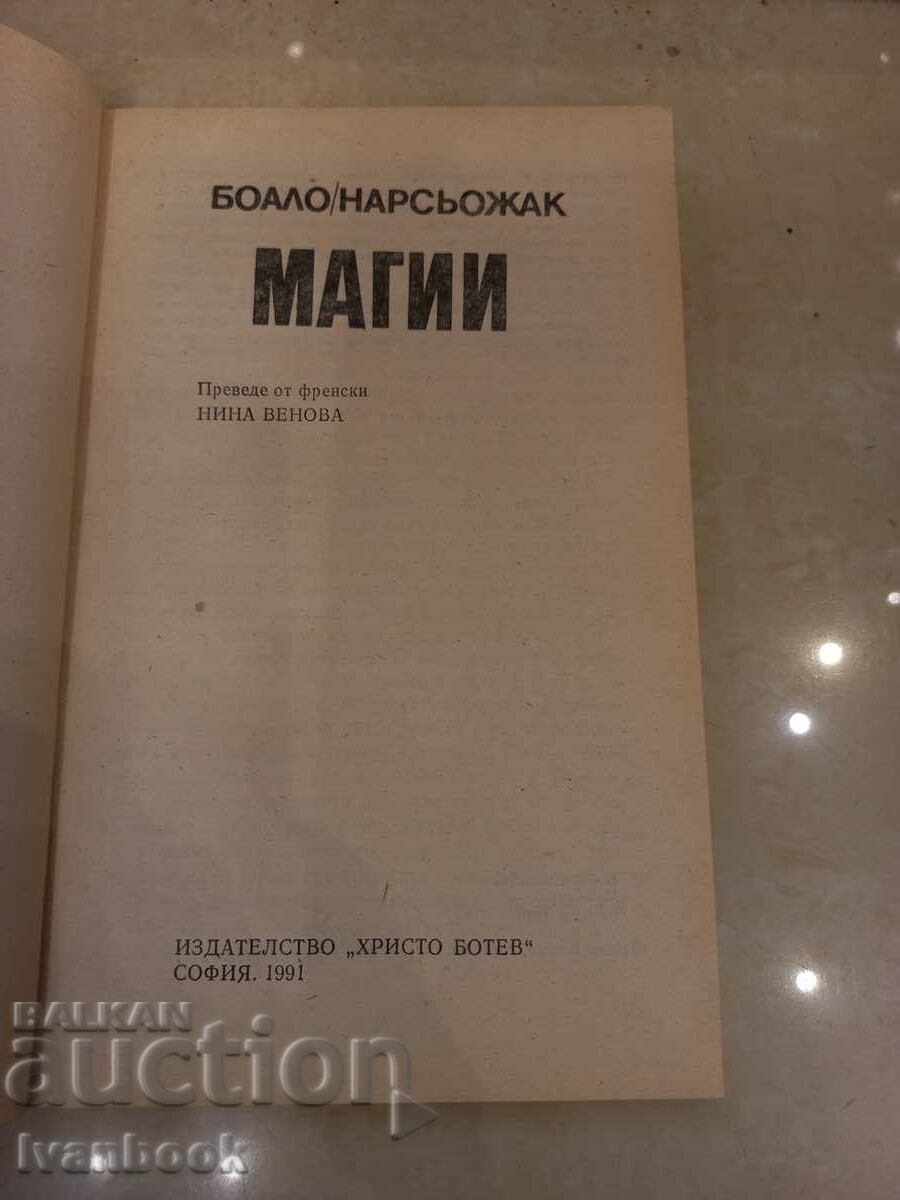 БОАЛО/НАРСЬОЖАК
МАГИИ
Преведе от френски
НИНА ВЕНОВА
ИЗДАТЕЛСТВО „ХРИСТО БОТЕВ“
СОФИЯ. 1991
BALKAN
auction
Ivanbook